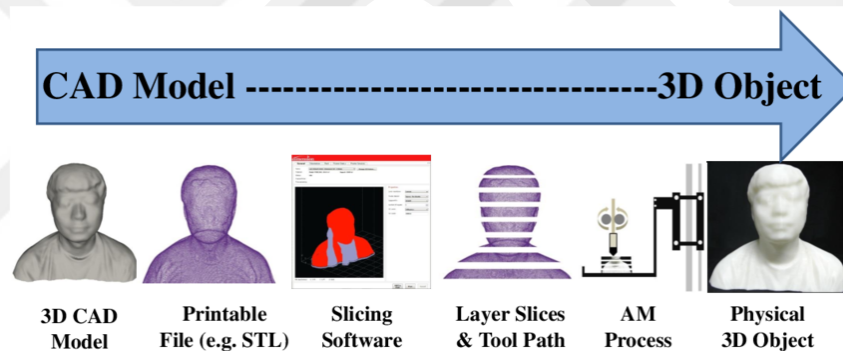 CAD Model ---------------------------------3D Object
3D CAD
Model
Printable
File (e.g. STL)
Slicing
Software
Layer Slices
& Tool Path
AM
Process
Physical
3D Object